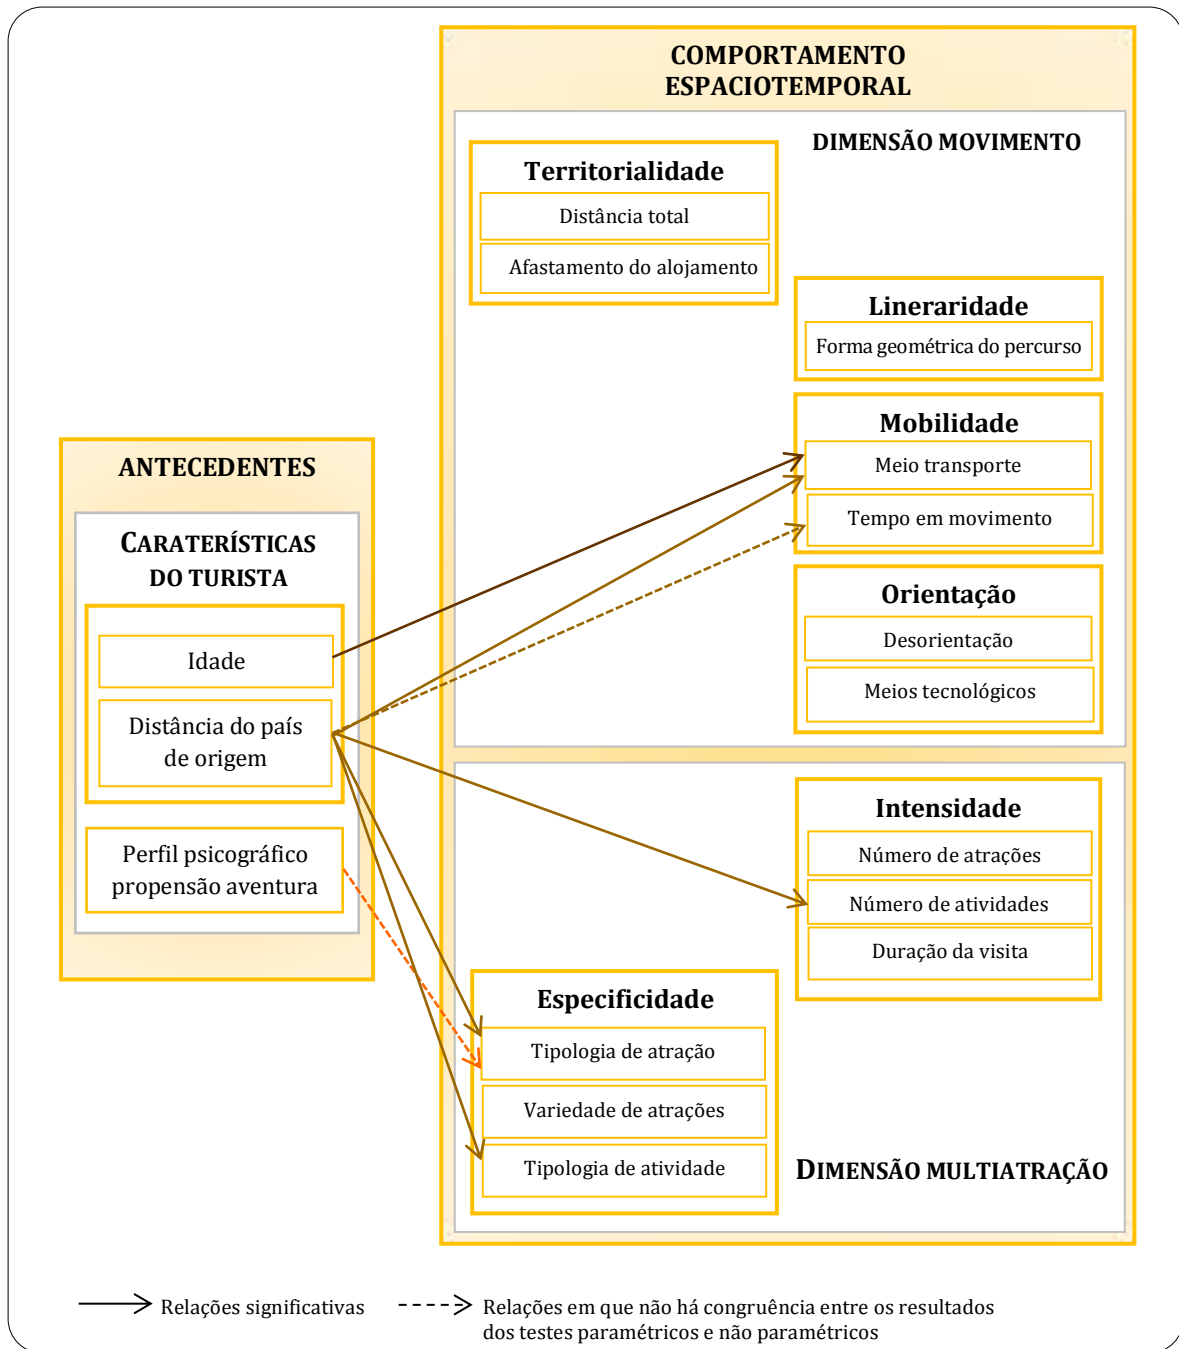 COMPORTAMENTO
ESPACIOTEMPORAL
DIMENSÃO MOVIMENTO
Territorialidade
Distância total
Afastamento do alojamento
Lineraridade
Forma geométrica do percurso
Mobilidade
Meio transporte
Tempo em movimento
Orientação
Desorientação
Meios tecnológicos
ANTECEDENTES
CARATERÍSTICAS
DO TURISTA
Idade
Distância do país
de origem
Perfil psicográfico
propensão aventura
Intensidade
Número de atrações
Número de atividades
Duração da visita
Especificidade
Tipologia de atração
Variedade de atrações
Tipologia de atividade
DIMENSÃO MULTIATRAÇÃO
Relações significativas
Relações em que não há congruência entre os resultados
dos testes paramétricos e não paramétricos